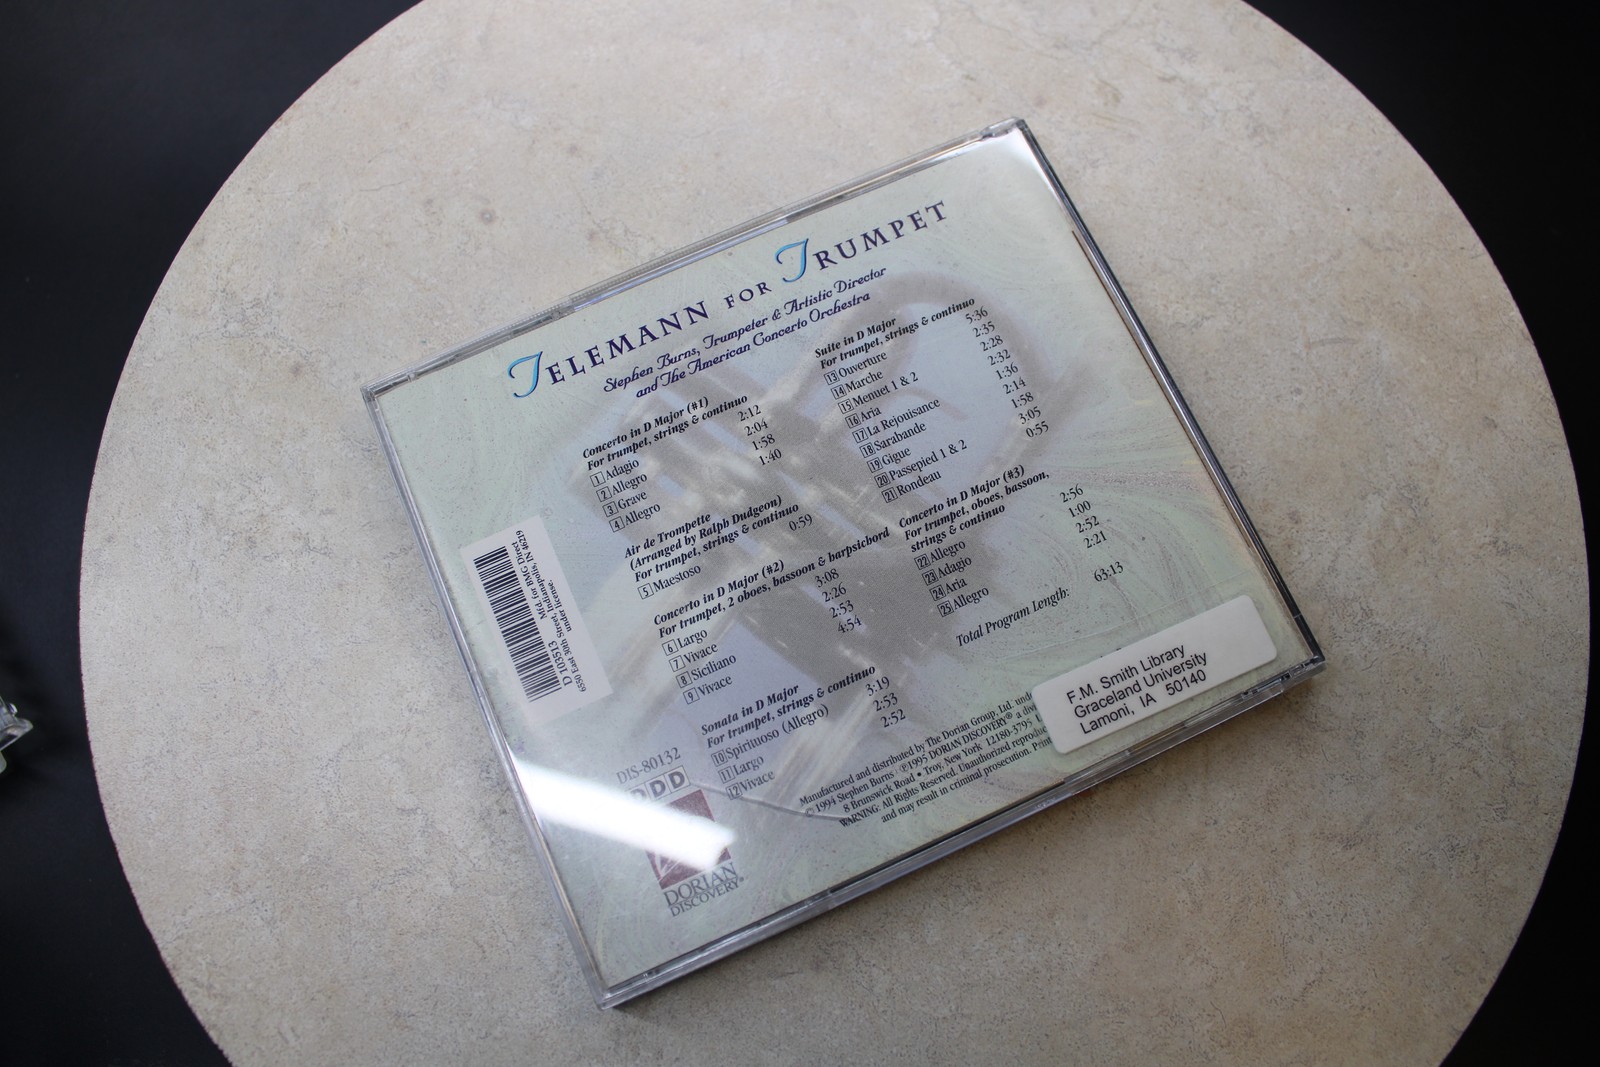 TELEMANN FOR TRUMPET
Stephen Burns, Trumpeter & Artistic Director
and The American Concerto Orchestra
Concerto in D Major (#1)
For trumpet, strings & continuo
1 Adagio 2:12
2 Allegro 2:04
3 Grave 1:58
4 Allegro 1:40
Air de Trompette
(Arranged by Ralph Dudgeon)
For trumpet, strings & continuo
5 Maestoso 0:59
Concerto in D Major (#2)
For trumpet, 2 oboes, bassoon & harpsichord
6 Largo 3:08
7 Vivace 2:26
8 Siciliano 2:53
9 Vivace 4:54
Sonata in D Major
For trumpet, strings & continuo
10 Spirituoso (Allegro) 3:19
11 Largo 2:53
12 Vivace 2:52
Suite in D Major
For trumpet, strings & continuo
13 Ouverture 5:36
14 Marche 2:35
15 Menuet 1 & 2 2:28
16 Aria 2:32
17 La Rejouisance 1:36
18 Sarabande 2:14
19 Gigue 1:58
20 Passepied 1 & 2 3:05
21 Rondeau 0:55
Concerto in D Major (#3)
For trumpet, oboes, bassoon,
strings & continuo
22 Allegro 2:56
23 Adagio 1:00
24 Aria 2:52
25 Allegro 2:21
Total Program Length: 63:13
D 103513
Mfd. for BMG Direct
6550 East 30th Street, Indianapolis, IN 46219
under license.
DIS-80132
DDD
DORIAN
DISCOVERY®
Manufactured and distributed by The Dorian Group, Ltd.
© 1994 Stephen Burns · ℗1995 DORIAN DISCOVERY® a
8 Brunswick Road • Troy, New York 12180-3795
WARNING: All Rights Reserved. Unauthorized
and may result in criminal prosecution.
F.M. Smith Library
Graceland University
Lamoni, IA 50140